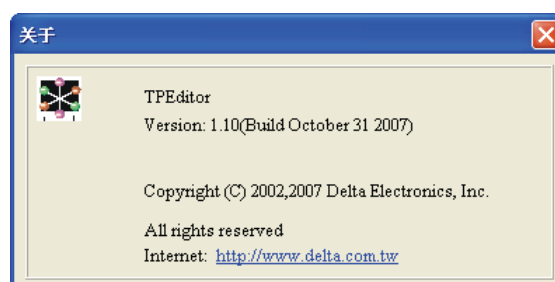 关于
TPEditor
Version: 1.10(Build October 31 2007)
Copyright (C) 2002,2007 Delta Electronics, Inc.
All rights reserved
Internet: http://www.delta.com.tw